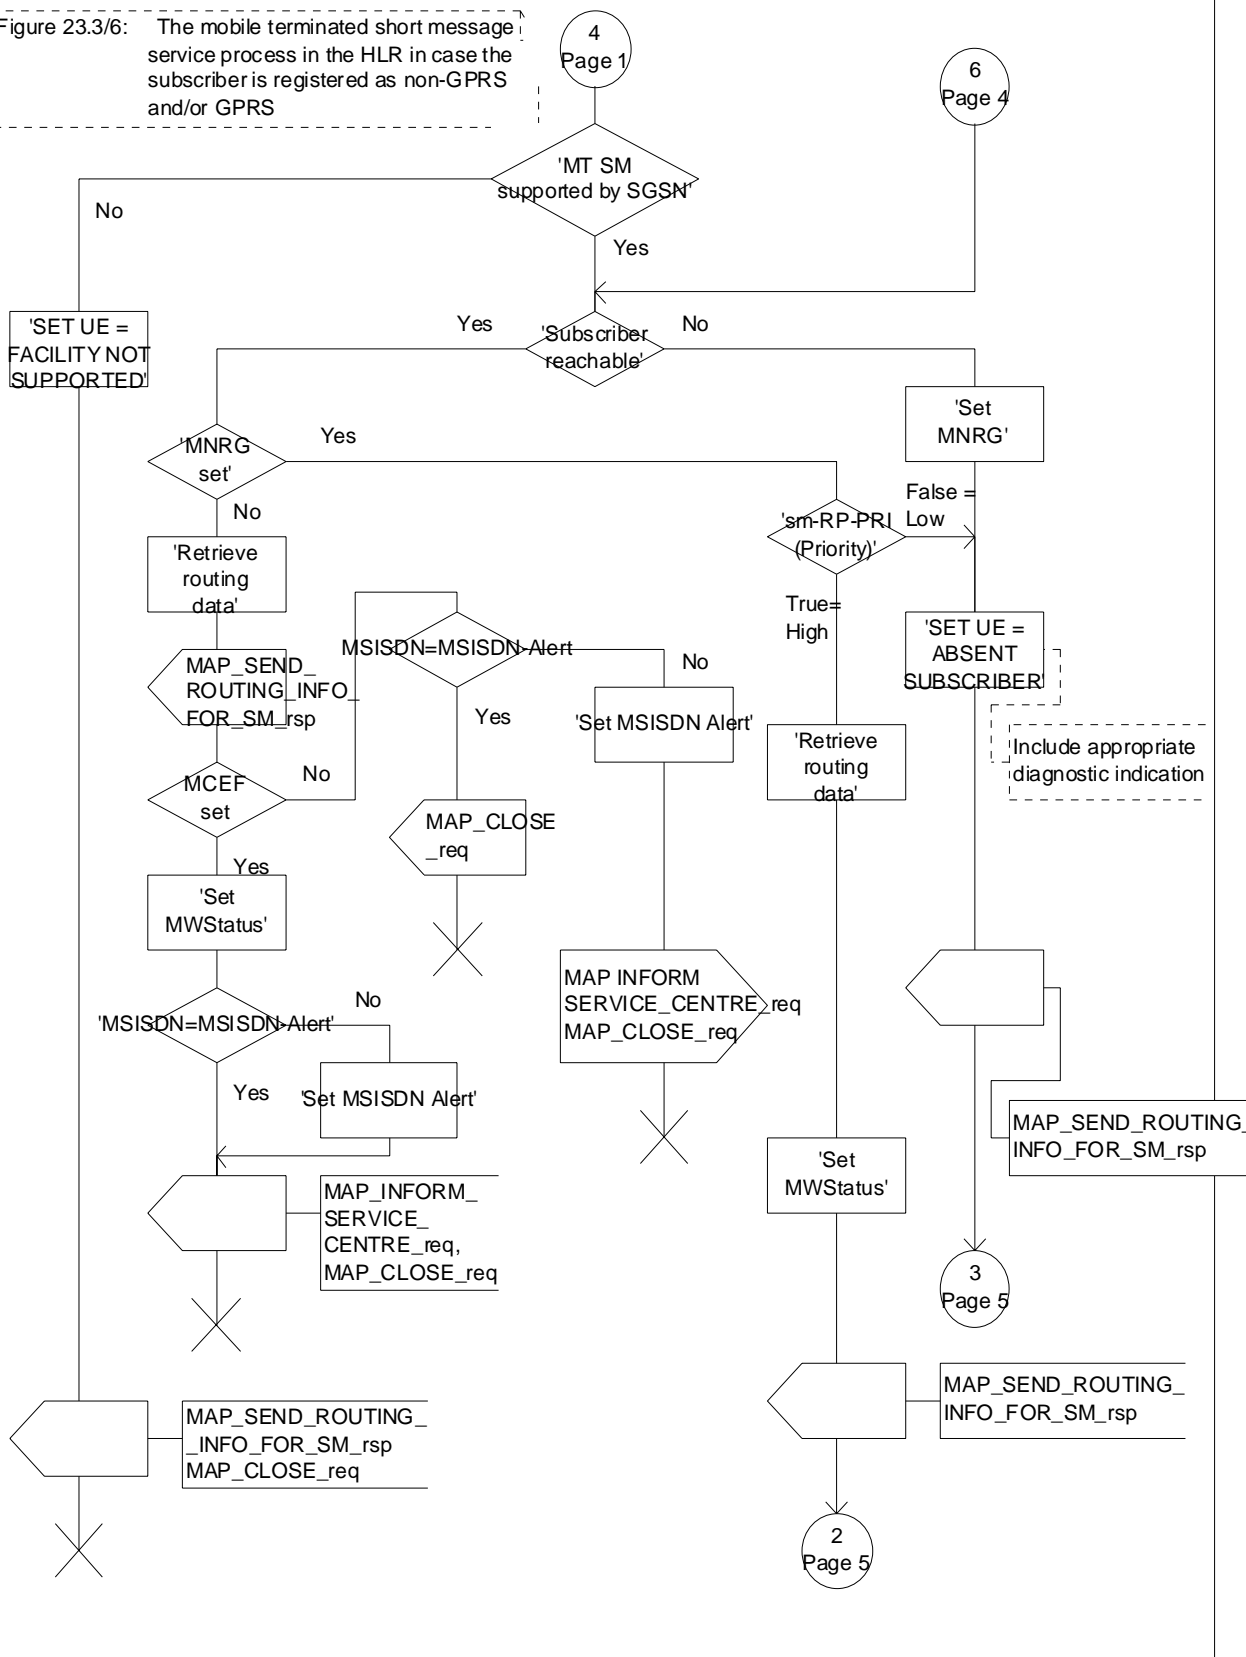 Figure 23.3/6: The mobile terminated short message
service process in the HLR in case the
subscriber is registered as non-GPRS
and/or GPRS
4
Page 1
6
Page 4
'MT SM
supported by SGSN'
No
Yes
'SET UE =
FACILITY NOT
SUPPORTED'
Yes
'Subscriber
reachable'
No
'Set
MNRG'
'MNRG
set'
Yes
No
False =
Low
'sm-RP-PRI
(Priority)'
'Retrieve
routing
data'
True=
High
'SET UE =
ABSENT
SUBSCRIBER'
MSISDN=MSISDN-Alert
No
Yes
MAP_SEND_
ROUTING_INFO_
FOR_SM_rsp
'Set MSISDN Alert'
'Retrieve
routing
data'
Include appropriate
diagnostic indication
MCEF
set
No
Yes
MAP_CLOSE
_req
'Set
MWStatus'
MAP INFORM
SERVICE_CENTRE_req
MAP_CLOSE_req
'MSISDN=MSISDN-Alert'
No
Yes
'Set MSISDN Alert'
MAP_SEND_ROUTING_
INFO_FOR_SM_rsp
'Set
MWStatus'
MAP_INFORM_
SERVICE_
CENTRE_req,
MAP_CLOSE_req
3
Page 5
MAP_SEND_ROUTING_
INFO_FOR_SM_rsp
MAP_SEND_ROUTING_
_INFO_FOR_SM_rsp
MAP_CLOSE_req
2
Page 5